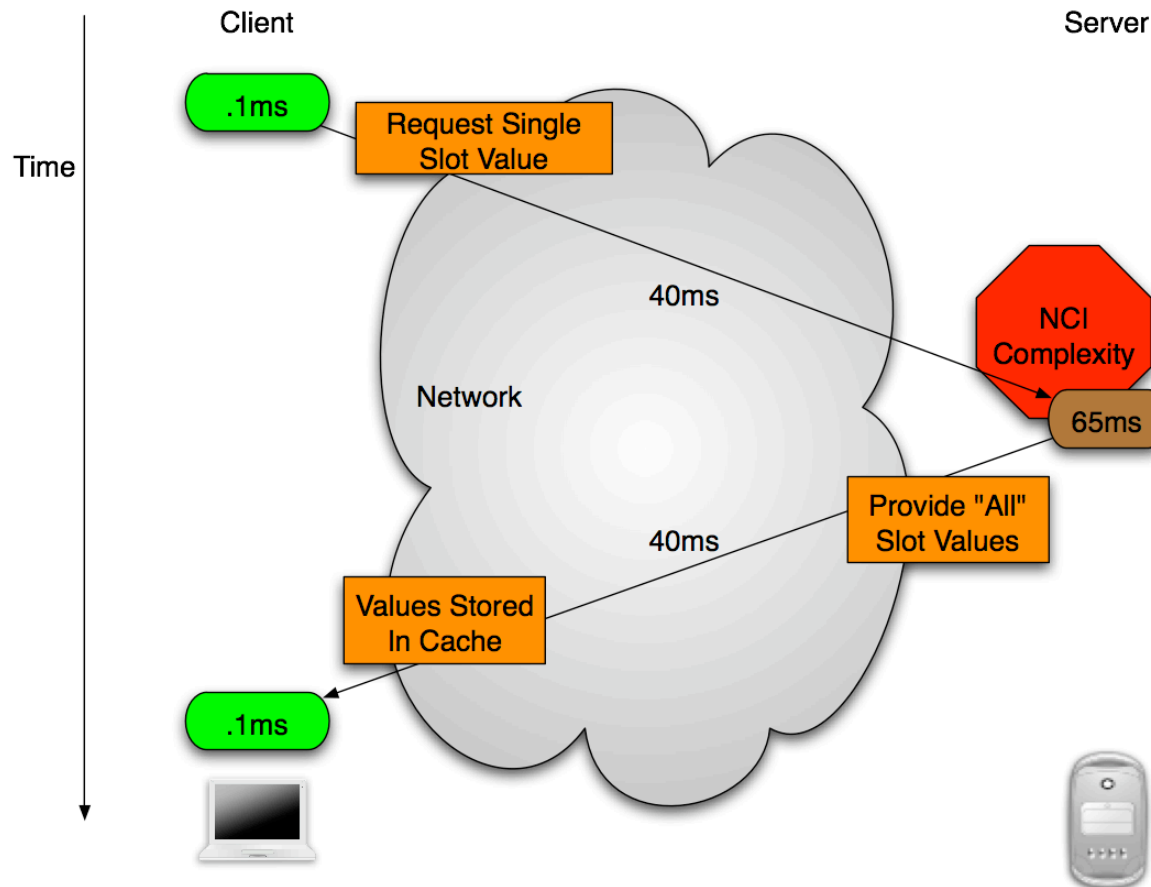 Client
Server
.1ms
Request Single
Slot Value
Time
40ms
NCI
Complexity
Network
65ms
Provide "All"
Slot Values
40ms
Values Stored
In Cache
.1ms